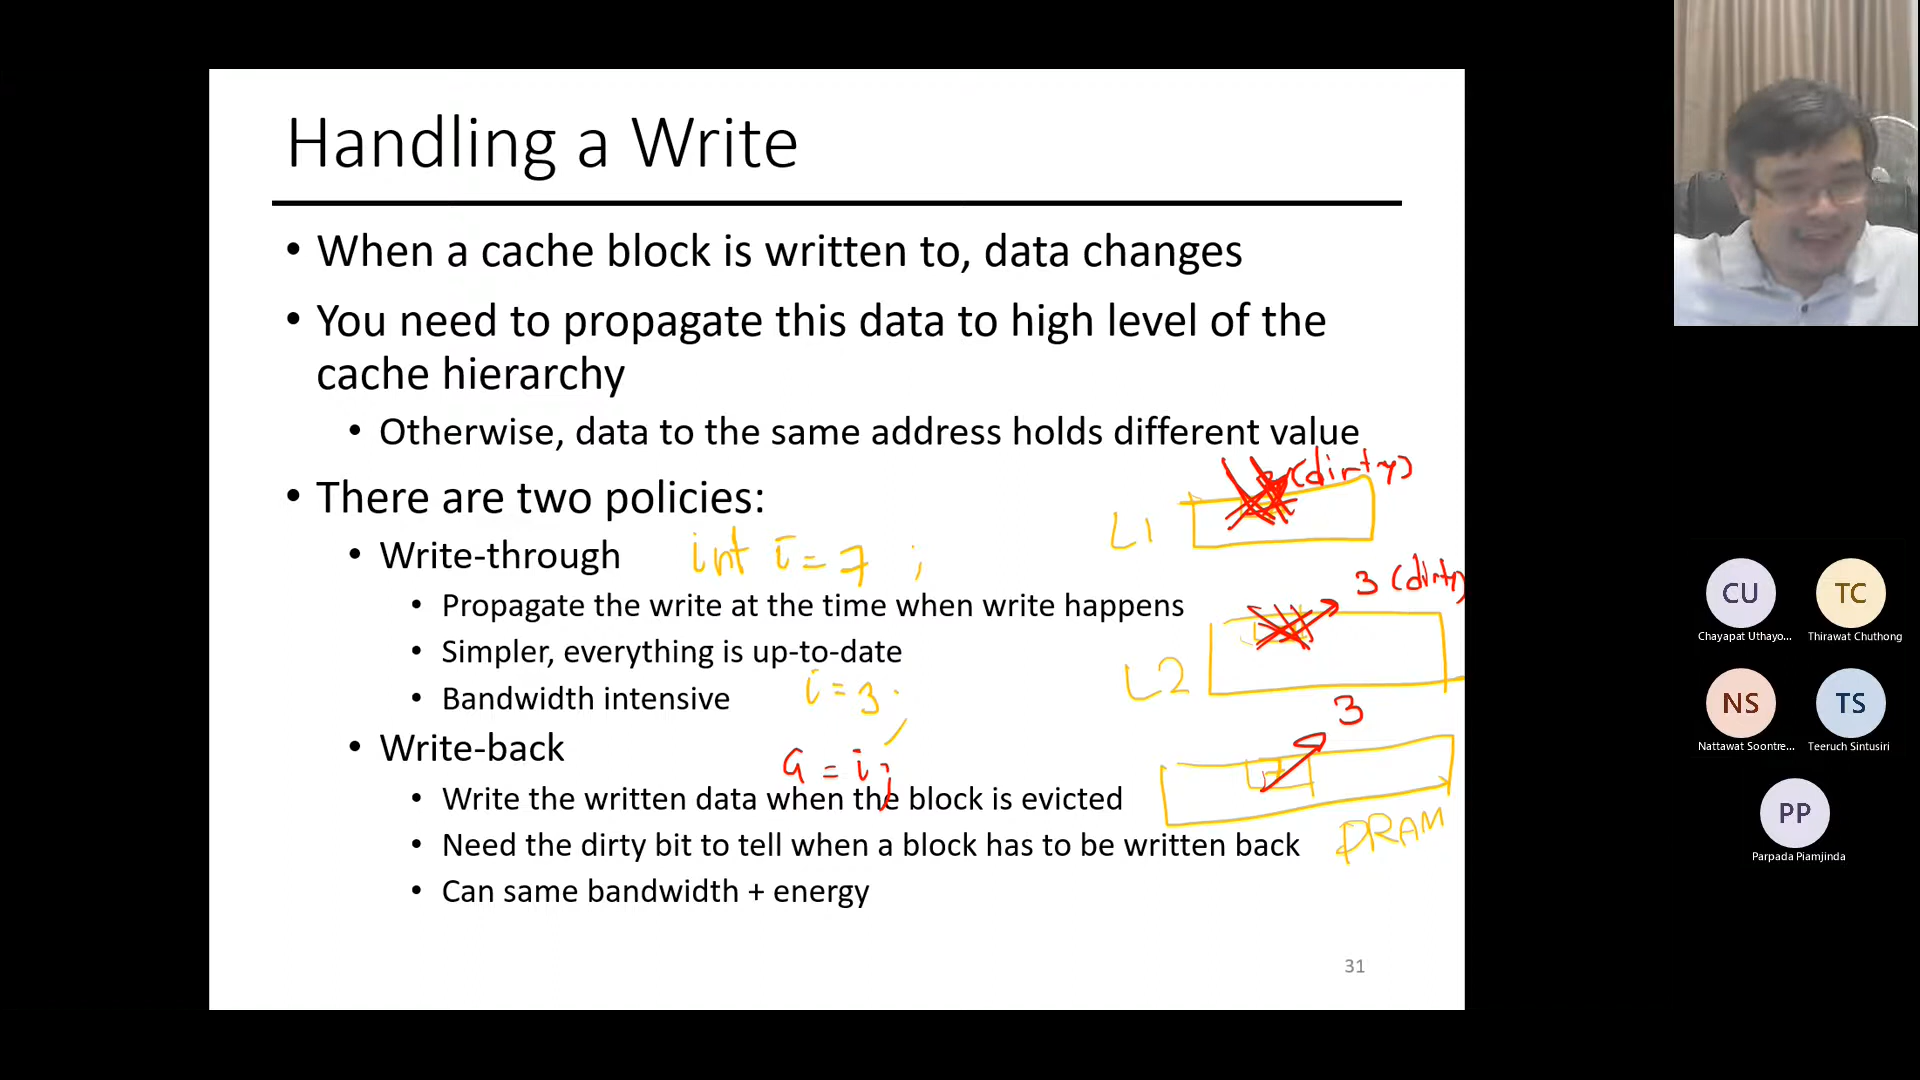 Handling a Write
• When a cache block is written to, data changes
• You need to propagate this data to high level of the
cache hierarchy
• Otherwise, data to the same address holds different value
• There are two policies:
• Write-through
int i = 7 ;
• Propagate the write at the time when write happens
• Simpler, everything is up-to-date
• Bandwidth intensive
i = 3 ;
• Write-back
a = i ;
• Write the written data when the block is evicted
• Need the dirty bit to tell when a block has to be written back
• Can same bandwidth + energy
L1
(dirty)
L2
3 (dirty)
3
DRAM
31
CU
Chayapat Uthayo...
TC
Thirawat Chuthong
NS
Nattawat Soontre...
TS
Teeruch Sintusiri
PP
Parpada Piamjinda